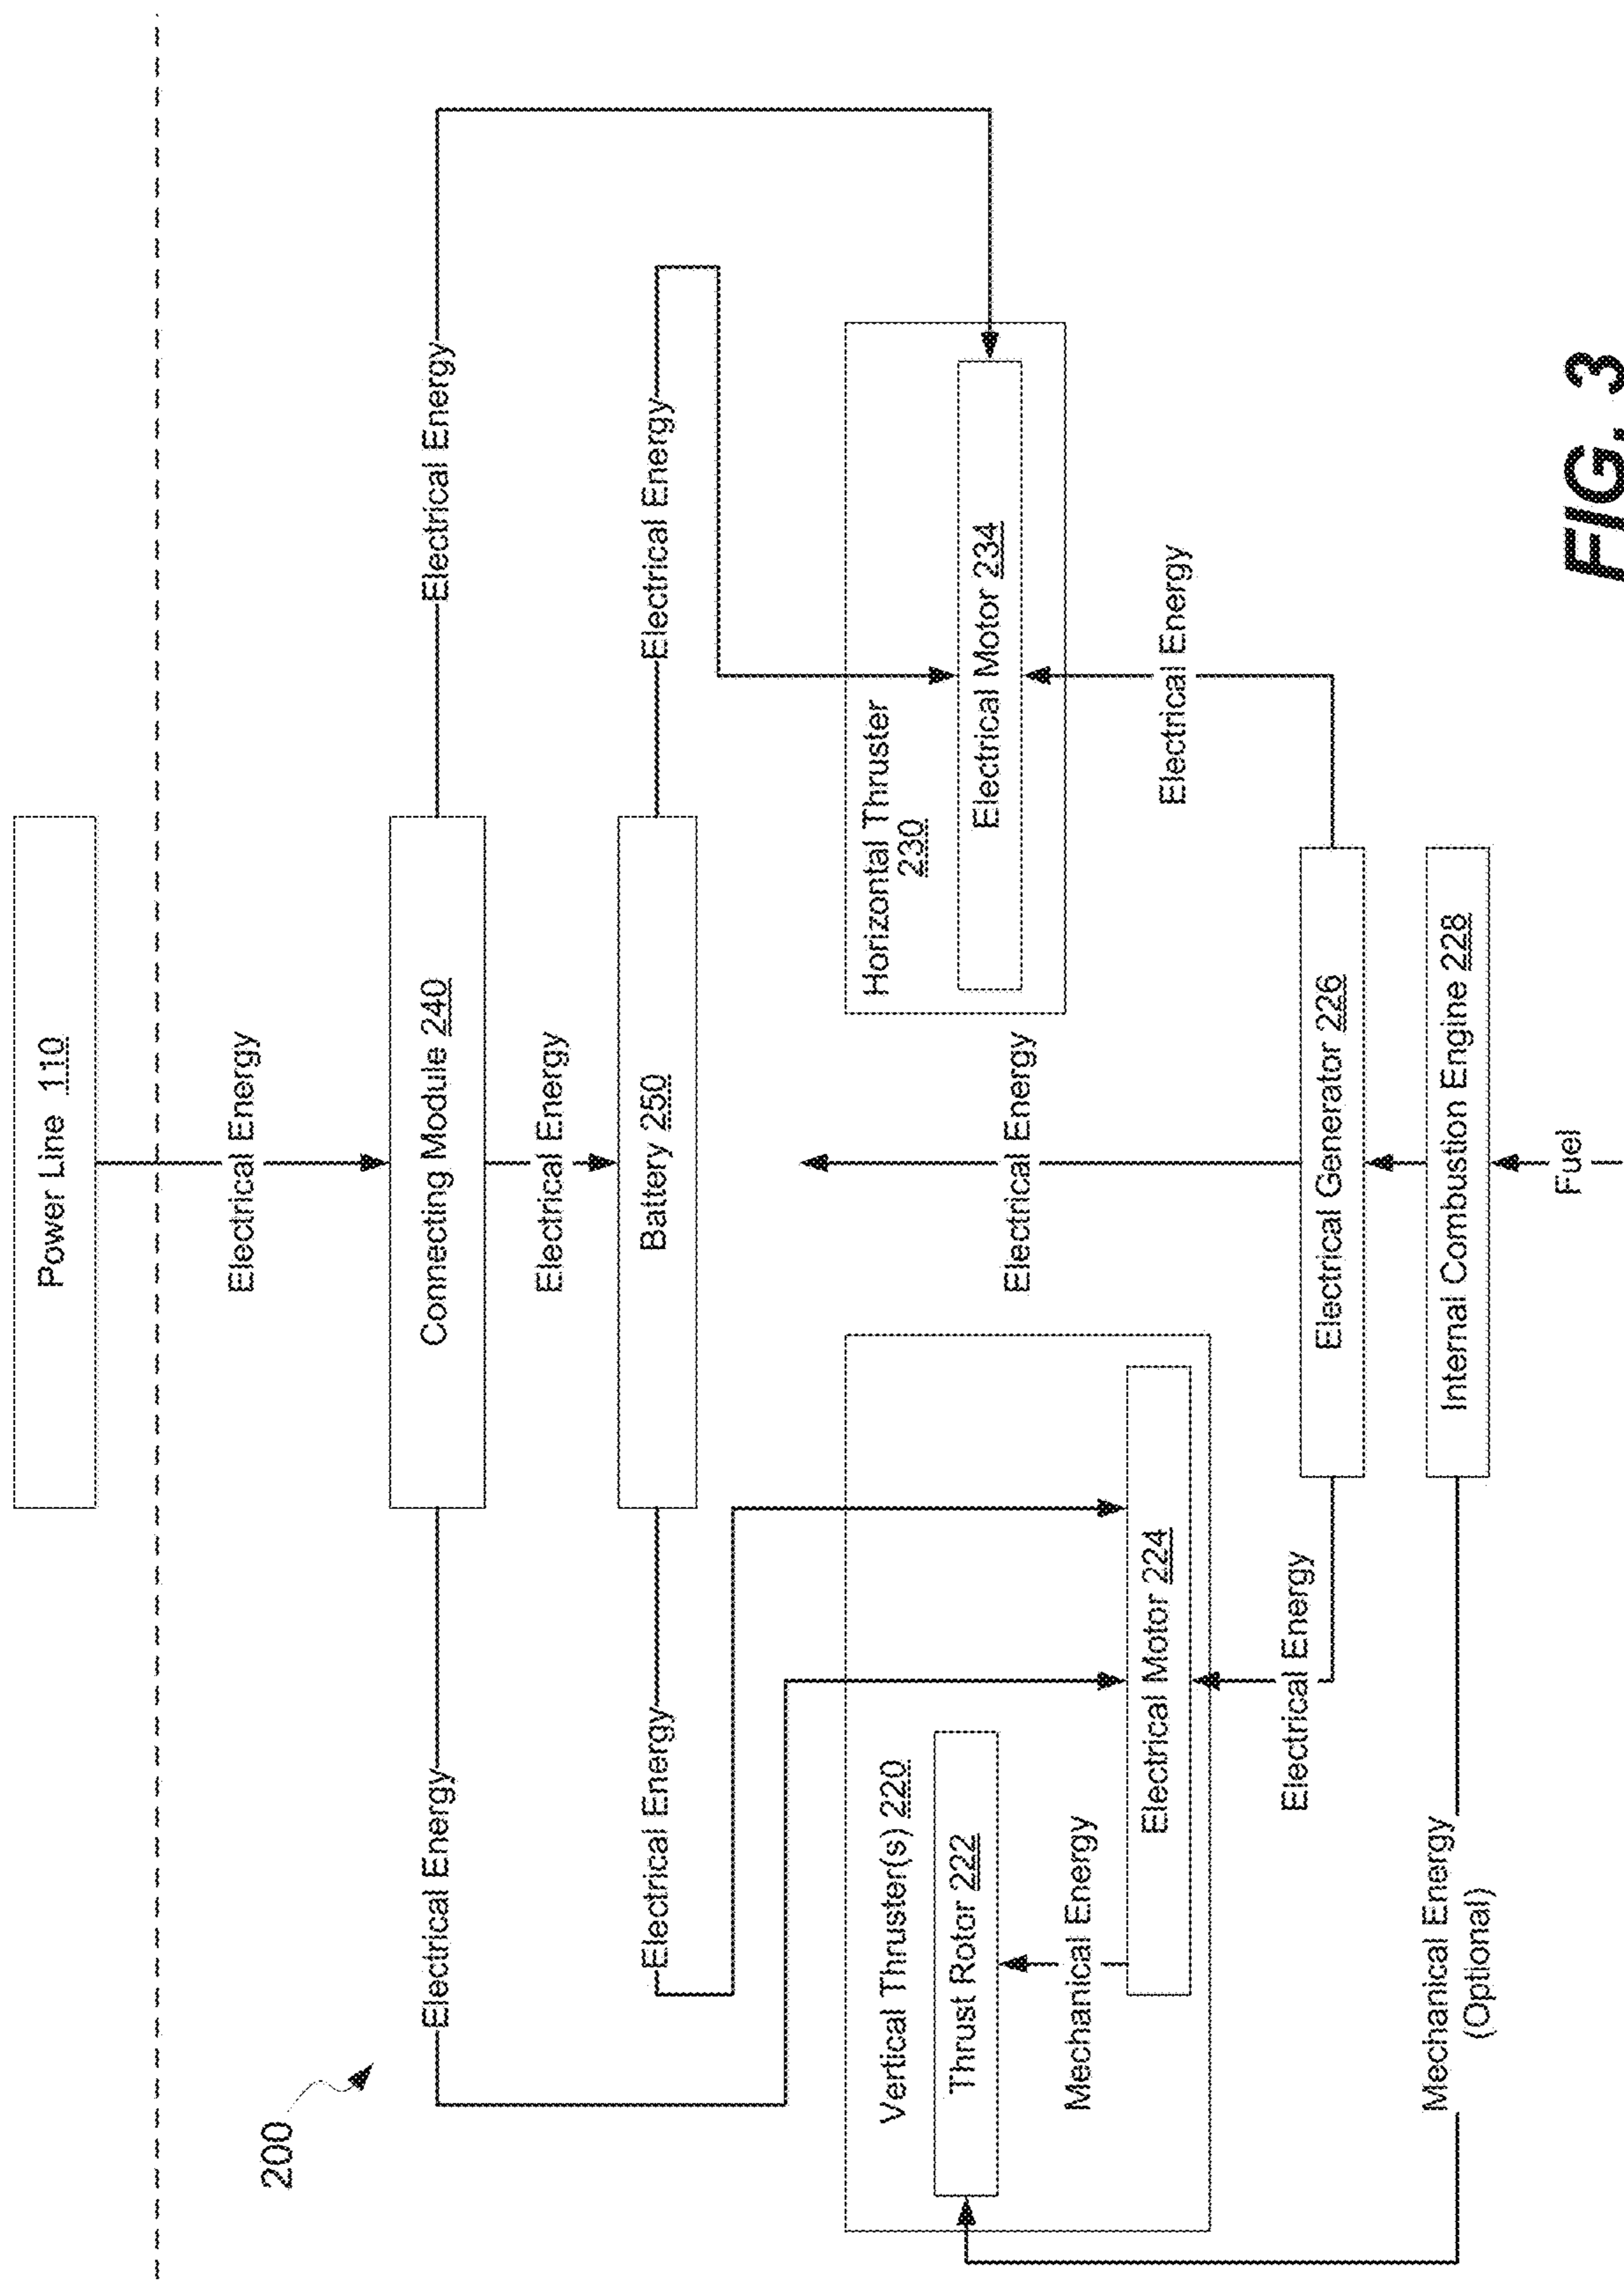 Power Line 110
200
Electrical Energy
Electrical Energy
Connecting Module 240
Electrical Energy
Electrical Energy
Electrical Energy
Battery 250
Electrical Energy
Vertical Thruster(s) 220
Thrust Rotor 222
Mechanical Energy
Electrical Motor 224
Electrical Energy
Horizontal Thruster
230
Electrical Motor 234
Electrical Energy
Electrical Energy
Electrical Generator 226
Mechanical Energy
(Optional)
Internal Combustion Engine 228
Fuel
FIG. 3